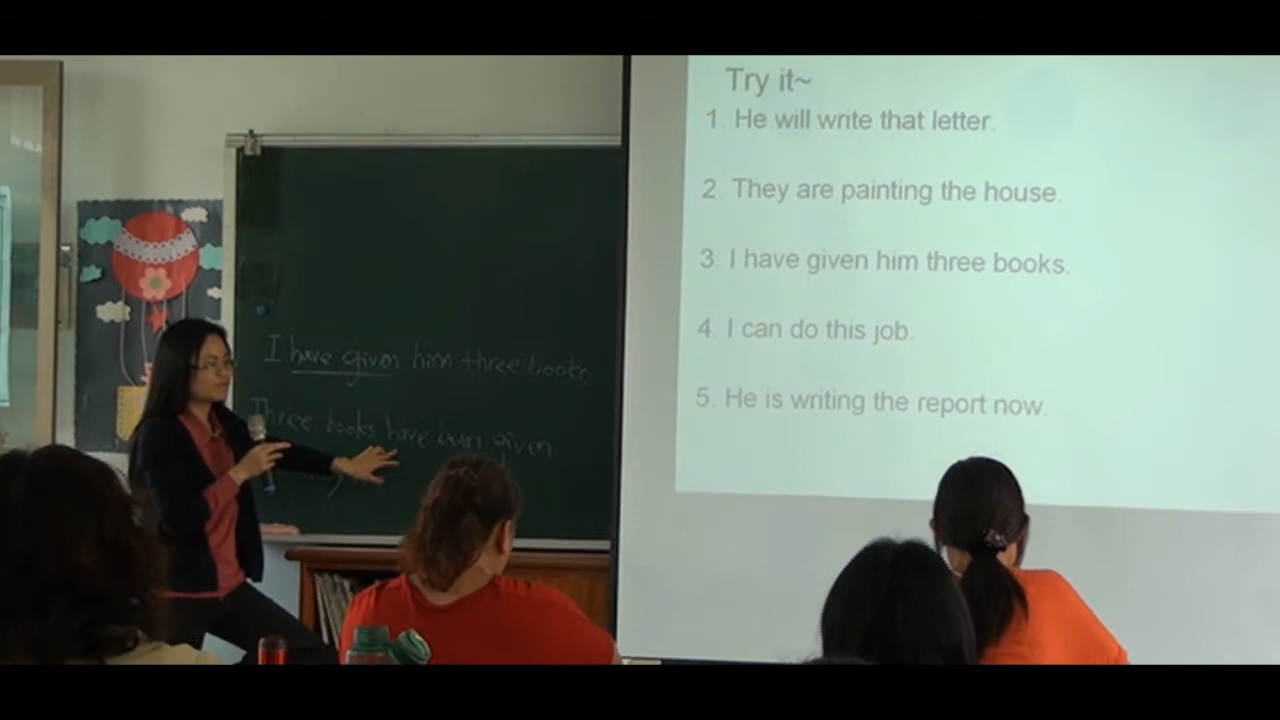 I have given him three books.
Three books have been given
Try it~
1. He will write that letter.
2. They are painting the house.
3. I have given him three books.
4. I can do this job.
5. He is writing the report now.